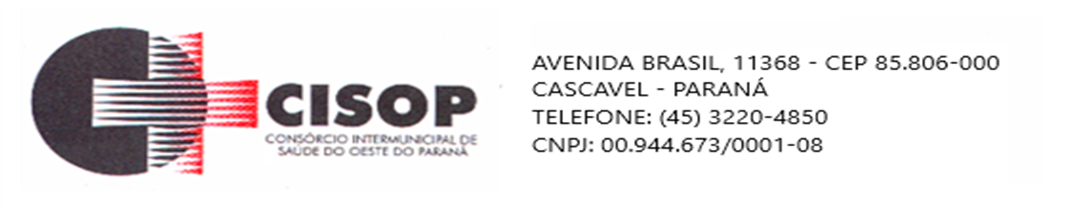 CISOP
CONSÓRCIO INTERMUNICIPAL DE
SAÚDE DO OESTE DO PARANÁ
AVENIDA BRASIL, 11368 - CEP 85.806-000
CASCAVEL - PARANÁ
TELEFONE: (45) 3220-4850
CNPJ: 00.944.673/0001-08